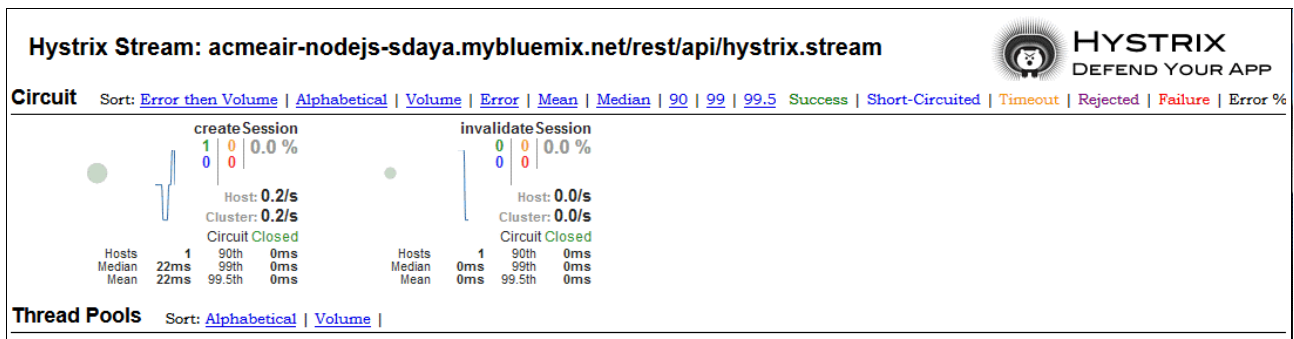 Hystrix Stream: acmeair-nodejs-sdaya.mybluemix.net/rest/api/hystrix.stream
HYSTRIX
DEFEND YOUR APP
Circuit Sort: Error then Volume | Alphabetical | Volume | Error | Mean | Median | 90 | 99 | 99.5 Success | Short-Circuited | Timeout | Rejected | Failure | Error %
createSession
1 | 0 | 0.0 %
0 | 0
Host: 0.2/s
Cluster: 0.2/s
Circuit Closed
Hosts 1 90th 0ms
Median 22ms 99th 0ms
Mean 22ms 99.5th 0ms
invalidateSession
0 | 0 | 0.0 %
0 | 0
Host: 0.0/s
Cluster: 0.0/s
Circuit Closed
Hosts 1 90th 0ms
Median 0ms 99th 0ms
Mean 0ms 99.5th 0ms
Thread Pools Sort: Alphabetical | Volume |